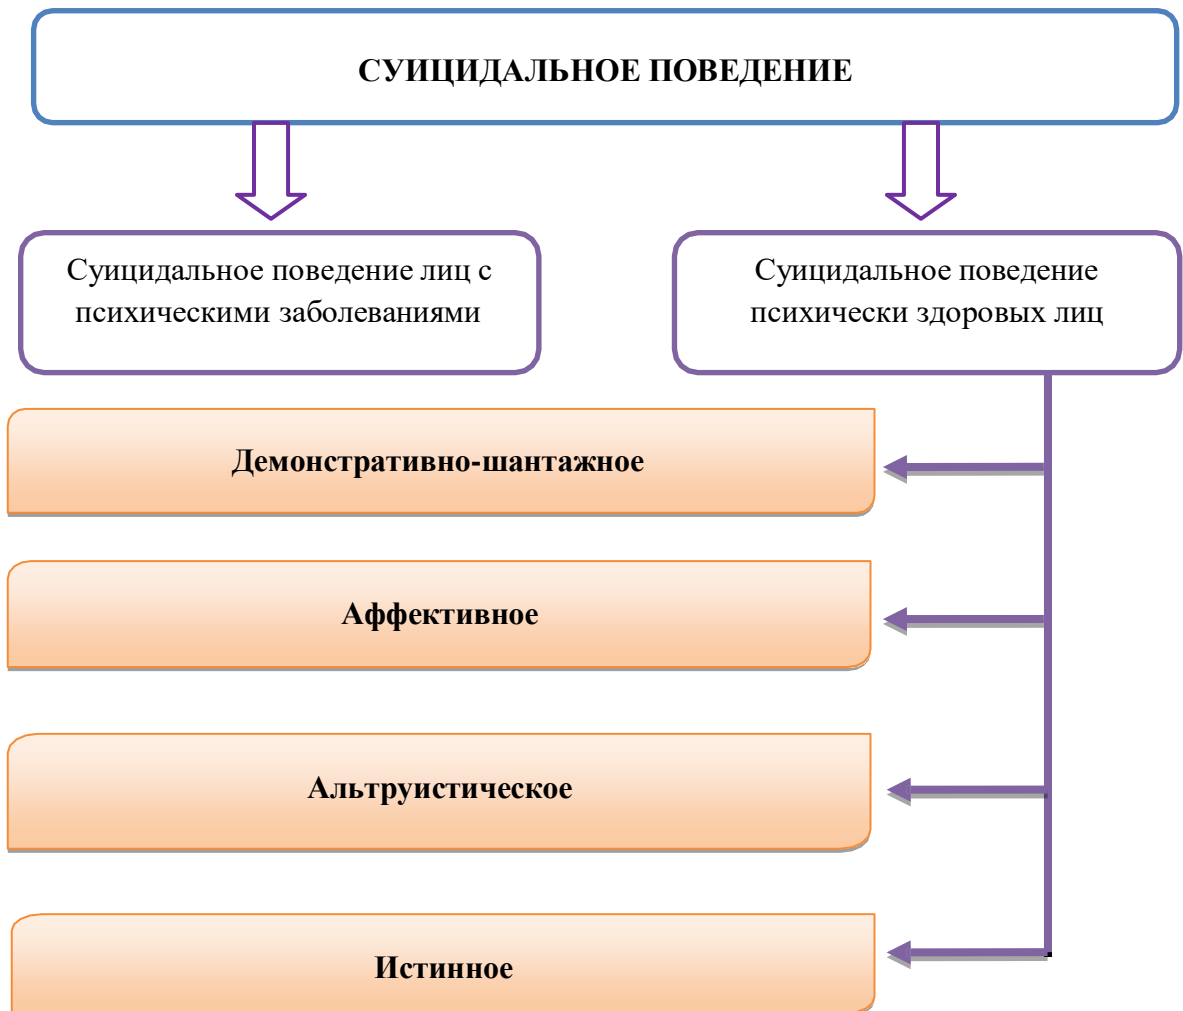 СУИЦИДАЛЬНОЕ ПОВЕДЕНИЕ
Суицидальное поведение лиц с
психическими заболеваниями
Суицидальное поведение
психически здоровых лиц
Демонстративно-шантажное
Аффективное
Альтруистическое
Истинное